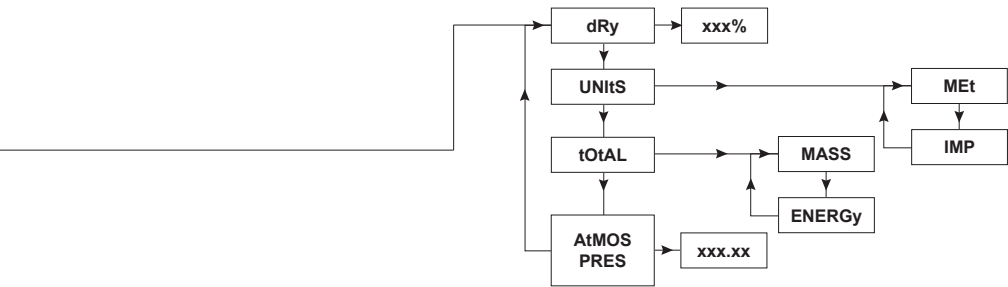 dRy
xxx%
UNItS
MEt
tOtAL
MASS
IMP
ENERGy
AtMOS
PRES
xxx.xx